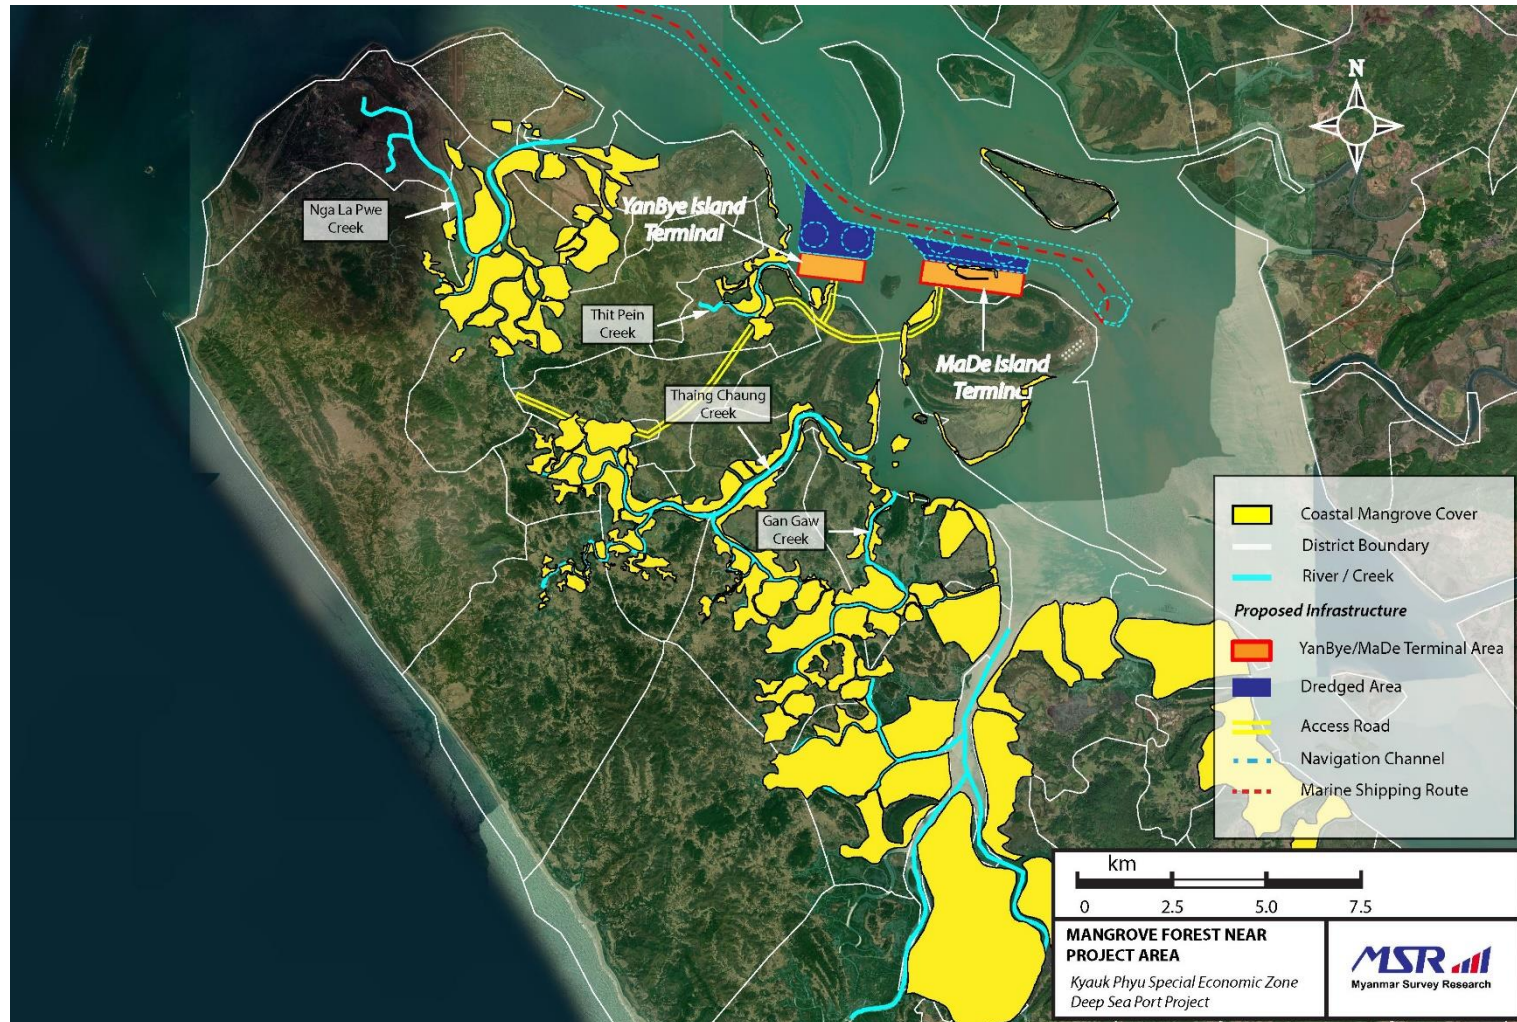 N
Nga La Pwe
Creek
YanBye Island
Terminal
Thit Pein
Creek
MaDe Island
Terminal
Thaing Chaung
Creek
Gan Gaw
Creek
Coastal Mangrove Cover
District Boundary
River / Creek
Proposed Infrastructure
YanBye/MaDe Terminal Area
Dredged Area
Access Road
Navigation Channel
Marine Shipping Route
km
0 2.5 5.0 7.5
MANGROVE FOREST NEAR
PROJECT AREA
Kyauk Phyu Special Economic Zone
Deep Sea Port Project
MSR
Myanmar Survey Research